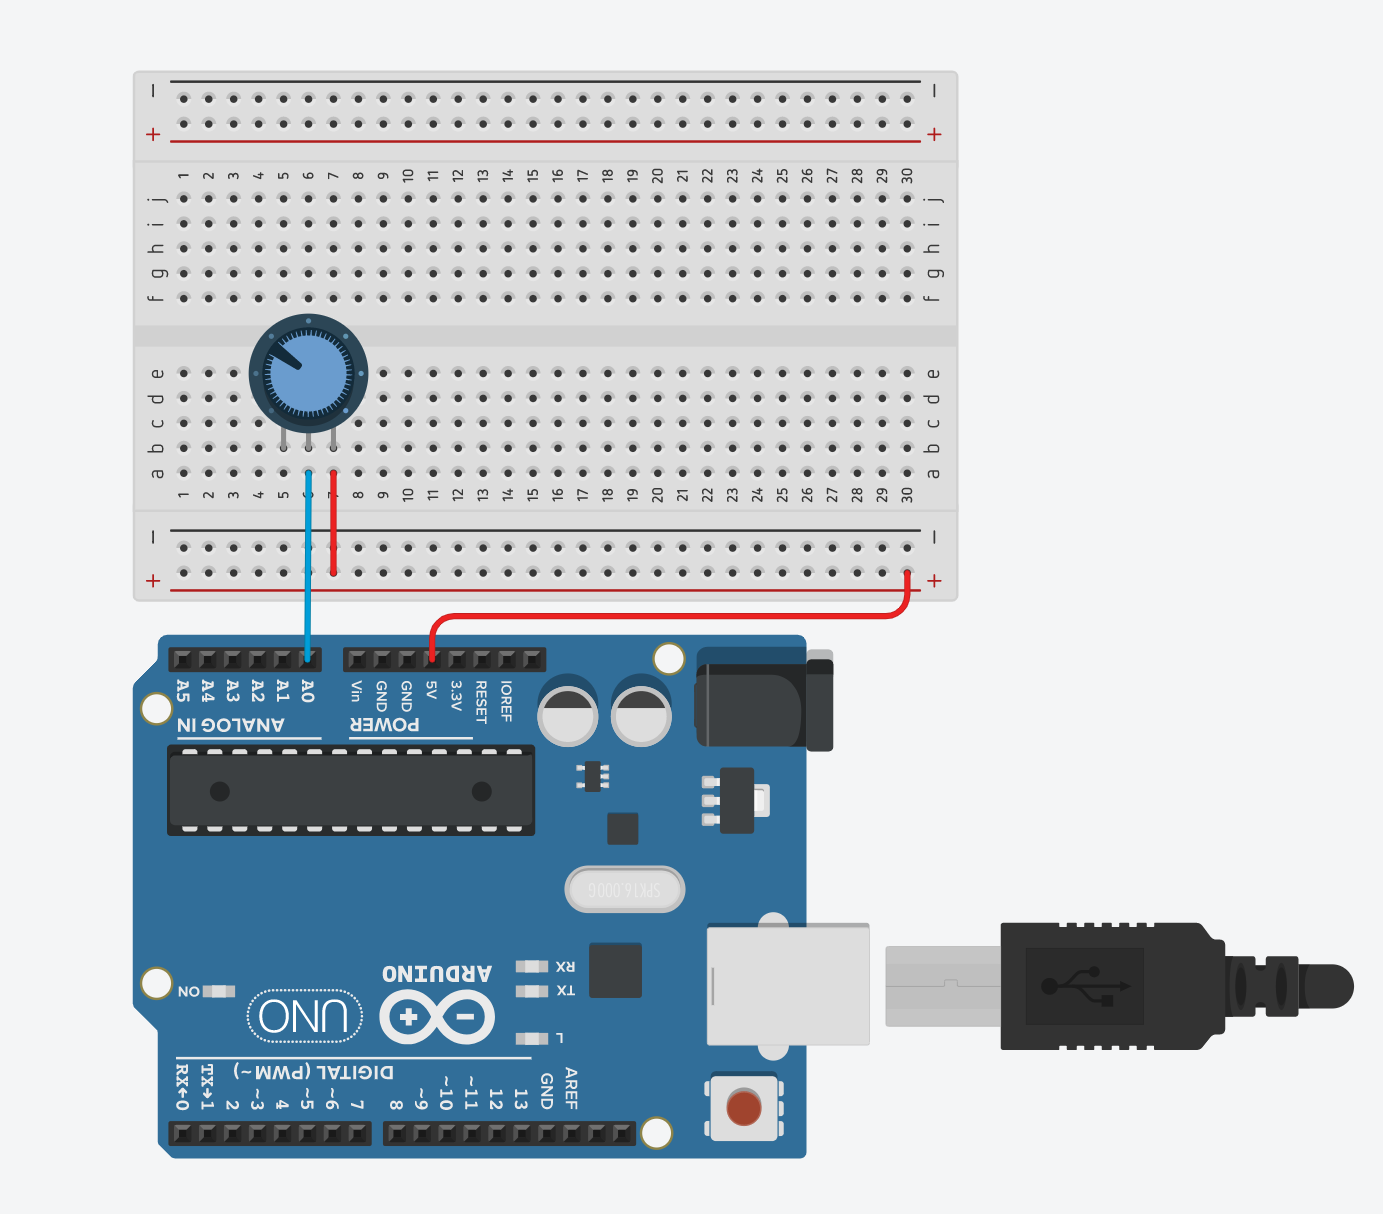 − −
+ +
1 2 3 4 5 6 7 8 9 10 11 12 13 14 15 16 17 18 19 20 21 22 23 24 25 26 27 28 29 30
j j
i i
h h
g g
f f
e e
d d
c c
b b
a a
1 2 3 4 5 6 7 8 9 10 11 12 13 14 15 16 17 18 19 20 21 22 23 24 25 26 27 28 29 30
− −
+ +
A5 A4 A3 A2 A1 A0 Vin GND GND 5V 3.3V RESET IOREF
ANALOG IN POWER
SPK16.000G
ARDUINO RX
ON UNO TX
L
DIGITAL (PWM ~)
RX←0 TX→1 2 ~3 4 ~5 ~6 7 8 ~9 ~10 ~11 12 13 GND AREF